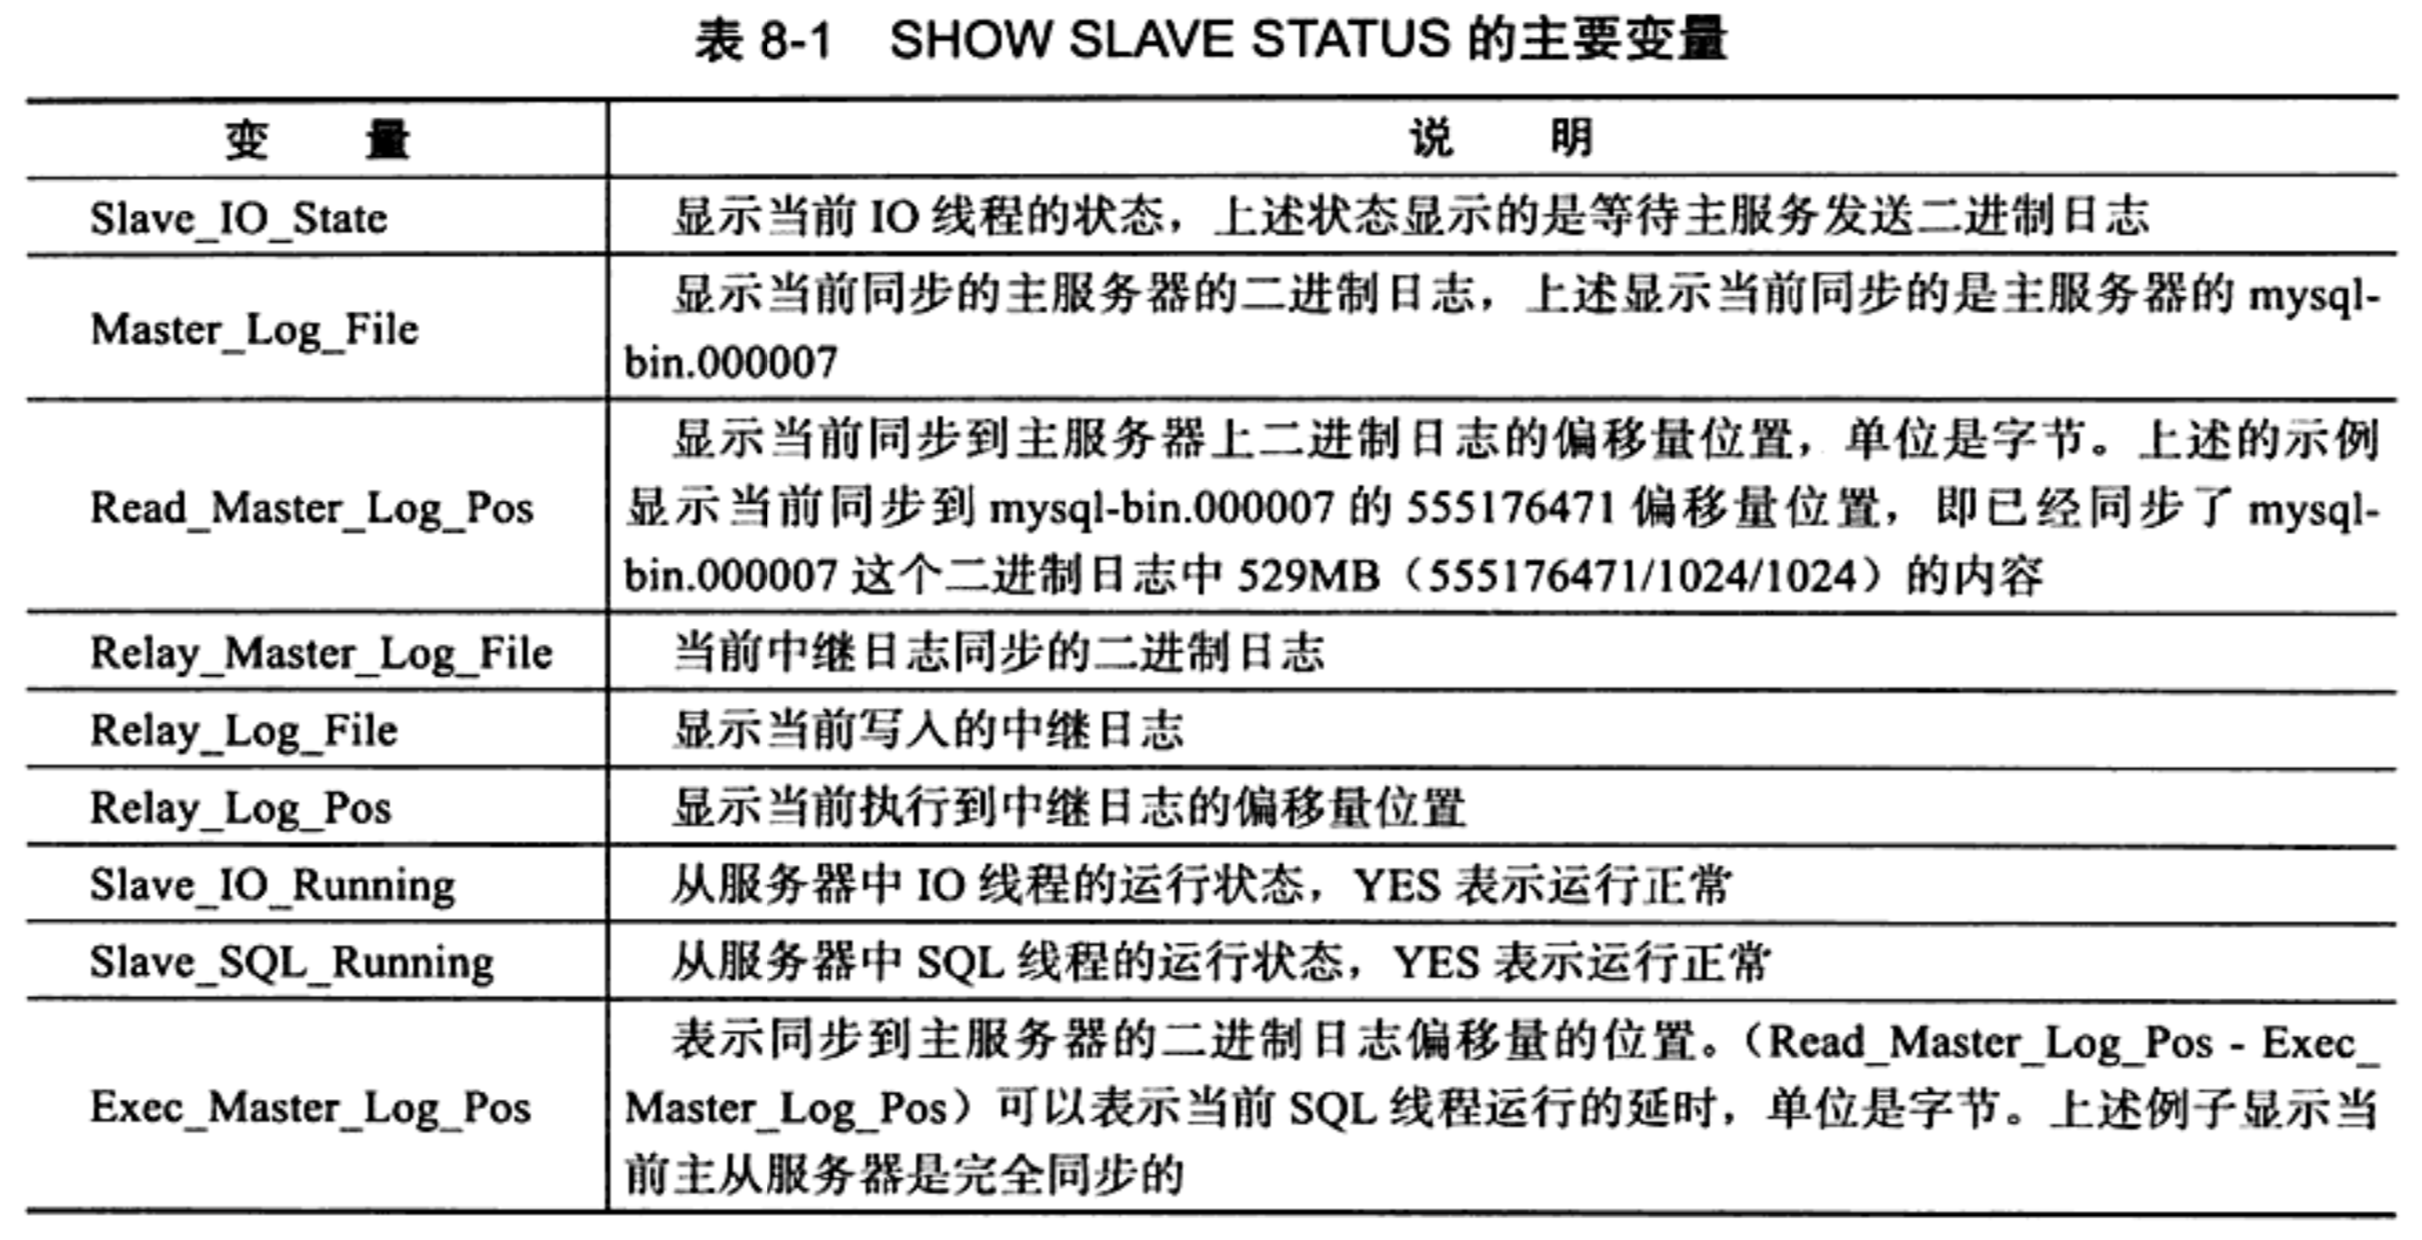 表 8-1 SHOW SLAVE STATUS 的主要变量
变 量
说 明
Slave_IO_State
显示当前 IO 线程的状态，上述状态显示的是等待主服务发送二进制日志
Master_Log_File
显示当前同步的主服务器的二进制日志，上述显示当前同步的是主服务器的 mysql-
bin.000007
Read_Master_Log_Pos
显示当前同步到主服务器上二进制日志的偏移量位置，单位是字节。上述的示例
显示当前同步到 mysql-bin.000007 的 555176471 偏移量位置，即已经同步了 mysql-
bin.000007 这个二进制日志中 529MB（555176471/1024/1024）的内容
Relay_Master_Log_File
当前中继日志同步的二进制日志
Relay_Log_File
显示当前写入的中继日志
Relay_Log_Pos
显示当前执行到中继日志的偏移量位置
Slave_IO_Running
从服务器中 IO 线程的运行状态，YES 表示运行正常
Slave_SQL_Running
从服务器中 SQL 线程的运行状态，YES 表示运行正常
Exec_Master_Log_Pos
表示同步到主服务器的二进制日志偏移量的位置。（Read_Master_Log_Pos - Exec_
Master_Log_Pos）可以表示当前 SQL 线程运行的延时，单位是字节。上述例子显示当
前主从服务器是完全同步的